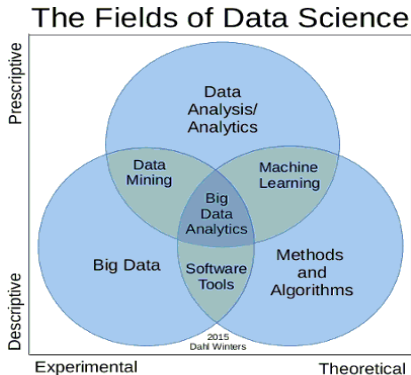 The Fields of Data Science
Prescriptive
Data
Analysis/
Analytics
Data
Mining
Machine
Learning
Big
Data
Analytics
Big Data
Methods
and
Algorithms
Software
Tools
Descriptive
2015
Dahl Winters
Experimental
Theoretical